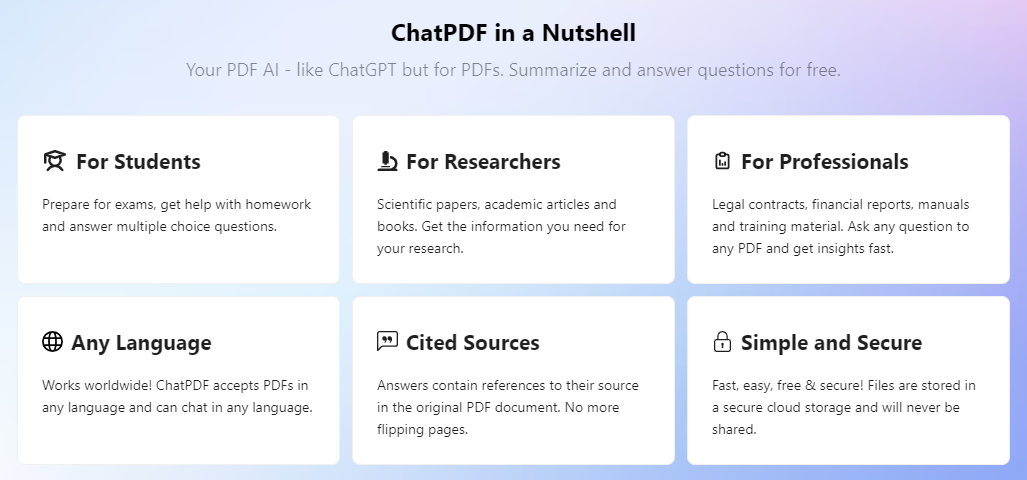 ChatPDF in a Nutshell
Your PDF AI - like ChatGPT but for PDFs. Summarize and answer questions for free.
For Students
Prepare for exams, get help with homework
and answer multiple choice questions.
For Researchers
Scientific papers, academic articles and
books. Get the information you need for
your research.
For Professionals
Legal contracts, financial reports, manuals
and training material. Ask any question to
any PDF and get insights fast.
Any Language
Works worldwide! ChatPDF accepts PDFs in
any language and can chat in any language.
Cited Sources
Answers contain references to their source
in the original PDF document. No more
flipping pages.
Simple and Secure
Fast, easy, free & secure! Files are stored in
a secure cloud storage and will never be
shared.